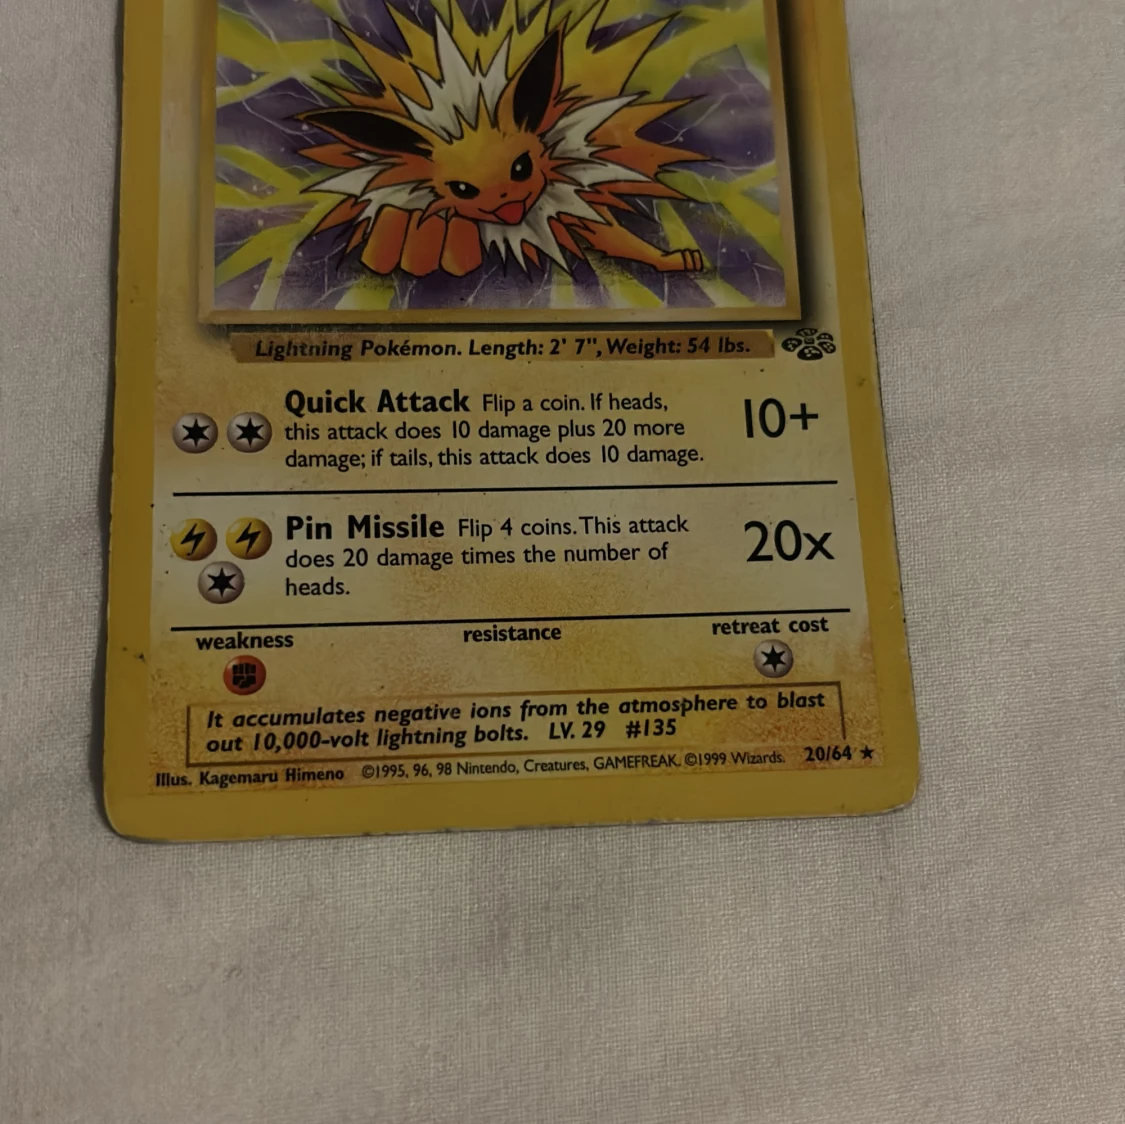 Lightning Pokémon. Length: 2' 7", Weight: 54 lbs.
Quick Attack Flip a coin. If heads,
this attack does 10 damage plus 20 more
damage; if tails, this attack does 10 damage.
10+
Pin Missile Flip 4 coins. This attack
does 20 damage times the number of
heads.
20x
weakness resistance retreat cost
It accumulates negative ions from the atmosphere to blast
out 10,000-volt lightning bolts. LV. 29 #135
Illus. Kagemaru Himeno ©1995, 96, 98 Nintendo, Creatures, GAMEFREAK. ©1999 Wizards. 20/64 ★